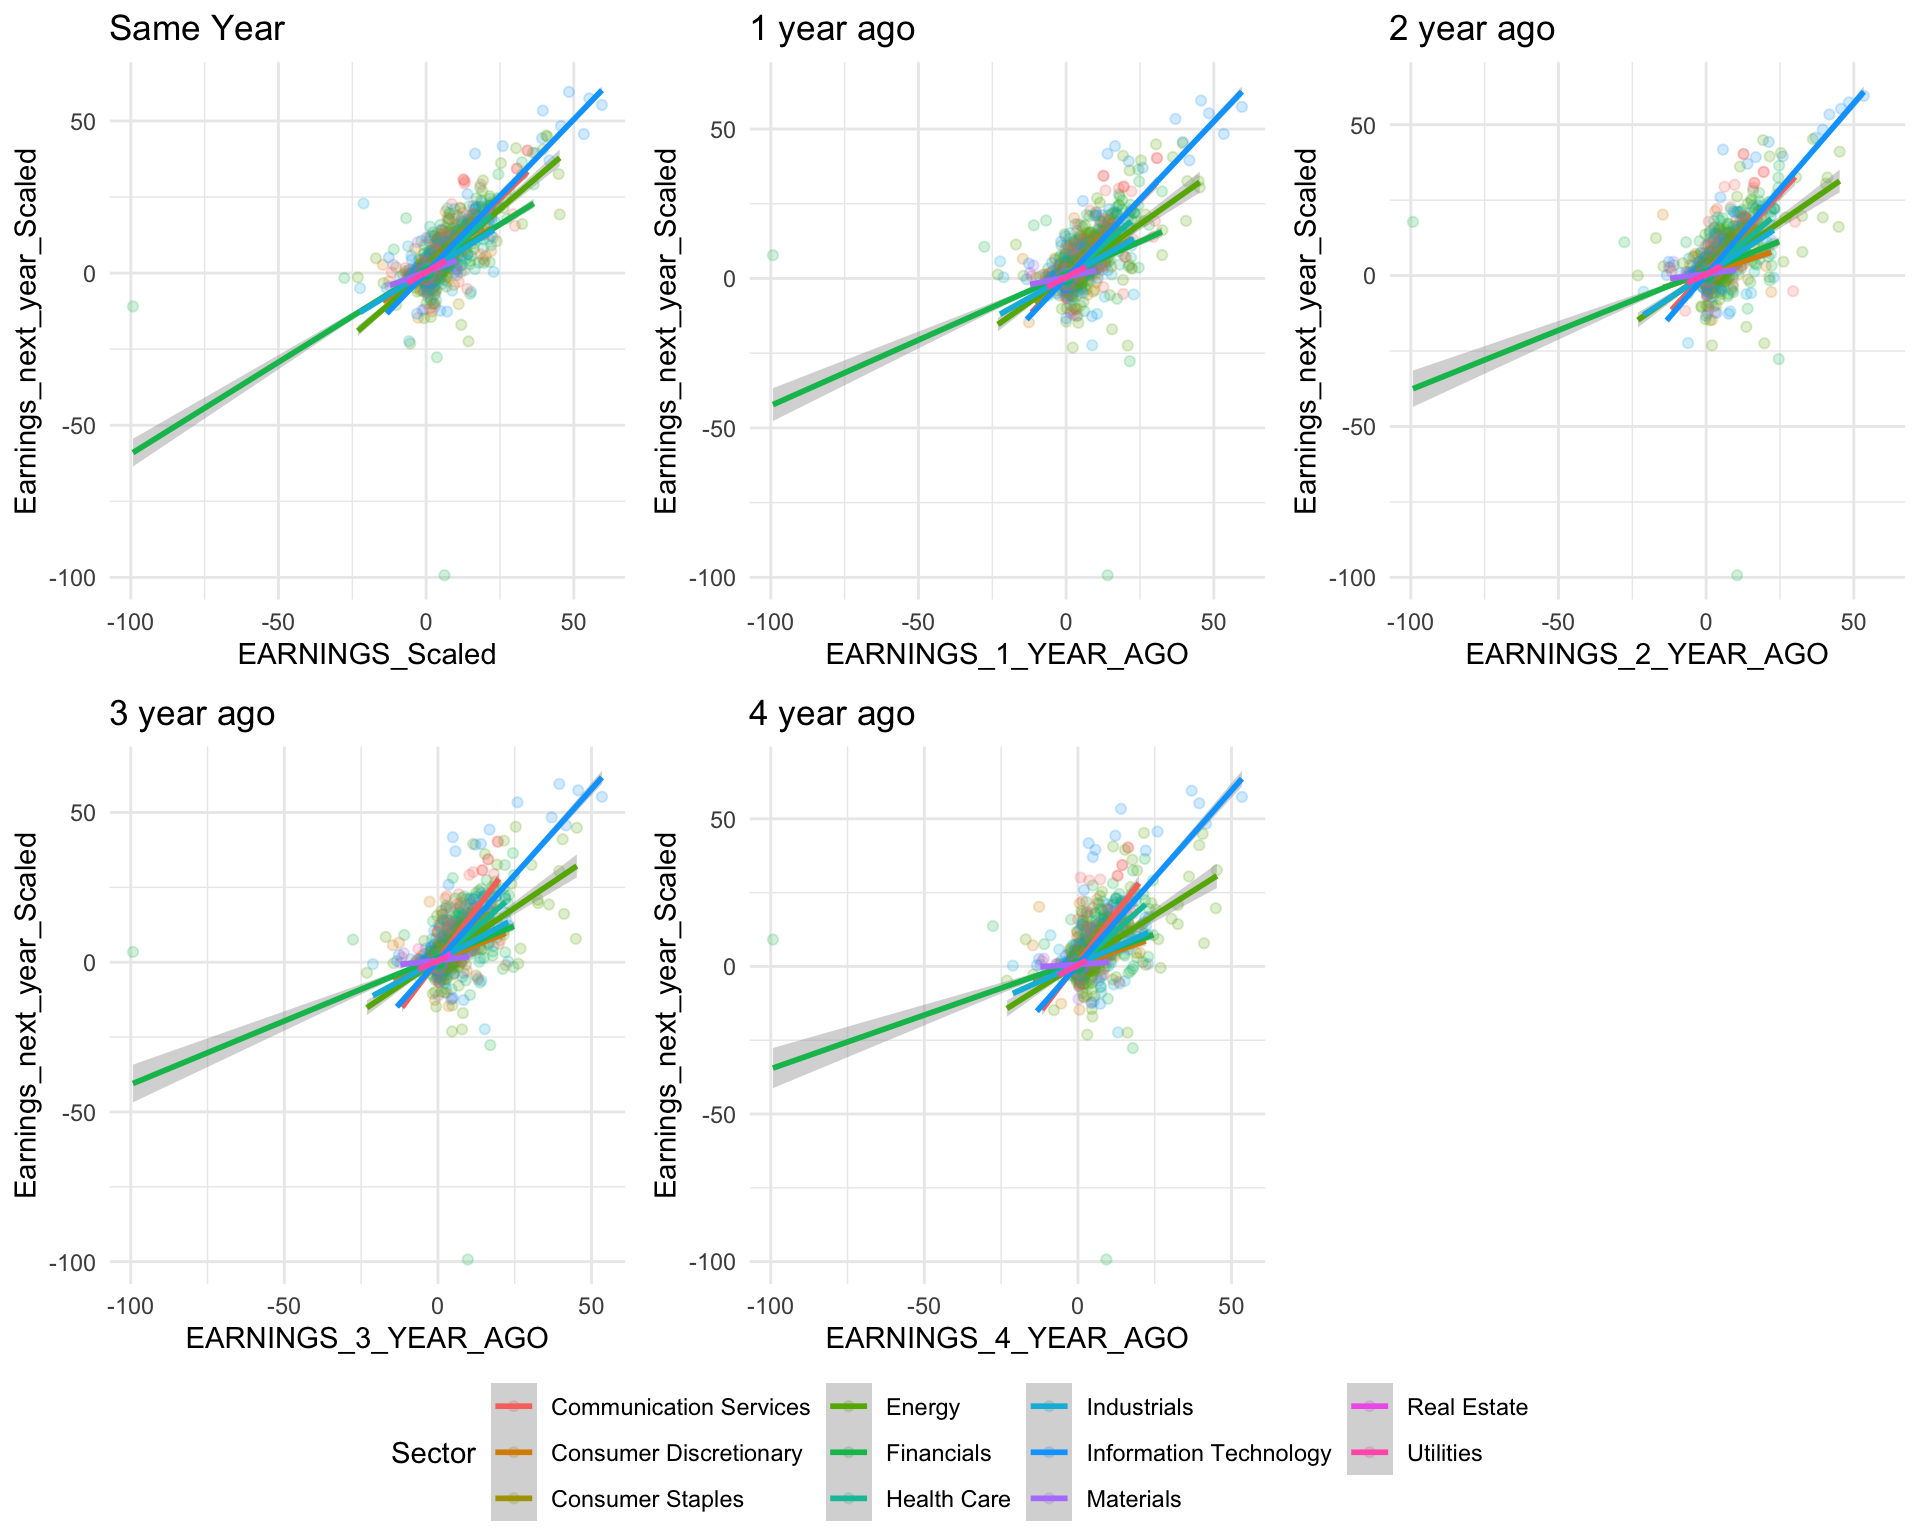 Same Year
1 year ago
2 year ago
Earnings_next_year_Scaled
50
0
-50
-100
-100
-50
0
50
EARNINGS_Scaled
Earnings_next_year_Scaled
50
0
-50
-100
-100
-50
0
50
EARNINGS_1_YEAR_AGO
Earnings_next_year_Scaled
50
0
-50
-100
-100
-50
0
50
EARNINGS_2_YEAR_AGO
3 year ago
4 year ago
Earnings_next_year_Scaled
50
0
-50
-100
-100
-50
0
50
EARNINGS_3_YEAR_AGO
Earnings_next_year_Scaled
50
0
-50
-100
-100
-50
0
50
EARNINGS_4_YEAR_AGO
Sector
Communication Services
Consumer Discretionary
Consumer Staples
Energy
Financials
Health Care
Industrials
Information Technology
Materials
Real Estate
Utilities